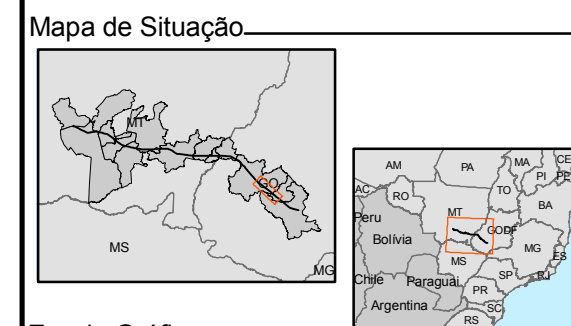 Mapa de Situação
MT
GO
MS
MG
AM
PA
MA
CE
PI
PE
AC
RO
TO
BA
Peru
MT
GO
DF
Bolívia
MG
MS
ES
Chile
Paraguai
SP
RJ
PR
Argentina
SC
RS